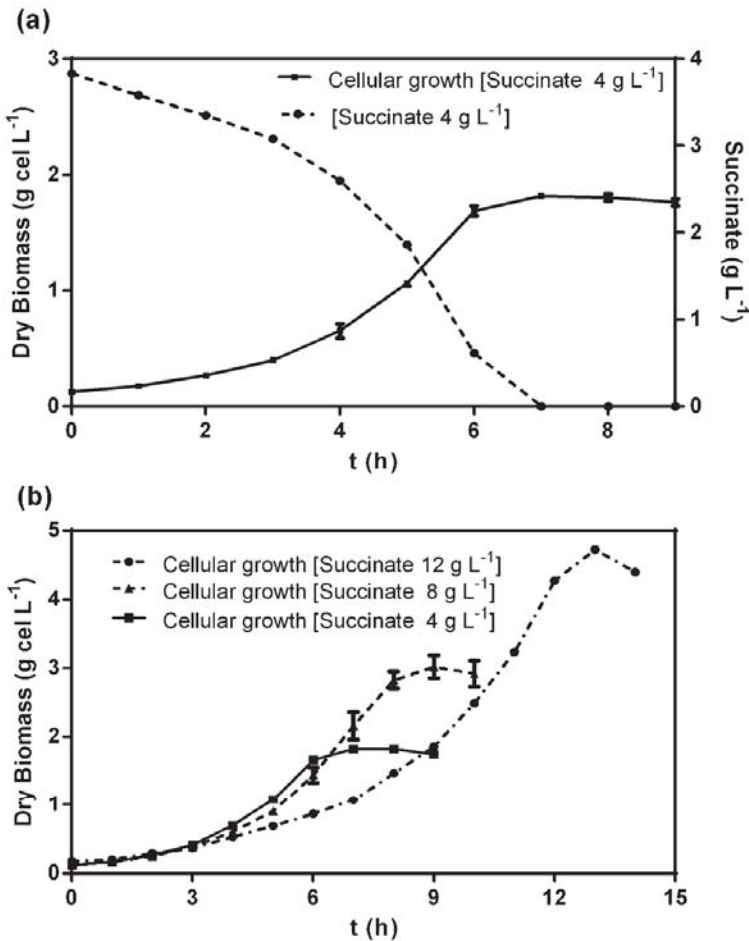 (a)
3
2
1
0
Dry Biomass (g cel L⁻¹)
4
3
2
1
0
Succinate (g L⁻¹)
Cellular growth [Succinate 4 g L⁻¹]
[Succinate 4 g L⁻¹]
0 2 4 6 8
t (h)
(b)
5
4
3
2
1
0
Dry Biomass (g cel L⁻¹)
Cellular growth [Succinate 12 g L⁻¹]
Cellular growth [Succinate 8 g L⁻¹]
Cellular growth [Succinate 4 g L⁻¹]
0 3 6 9 12 15
t (h)